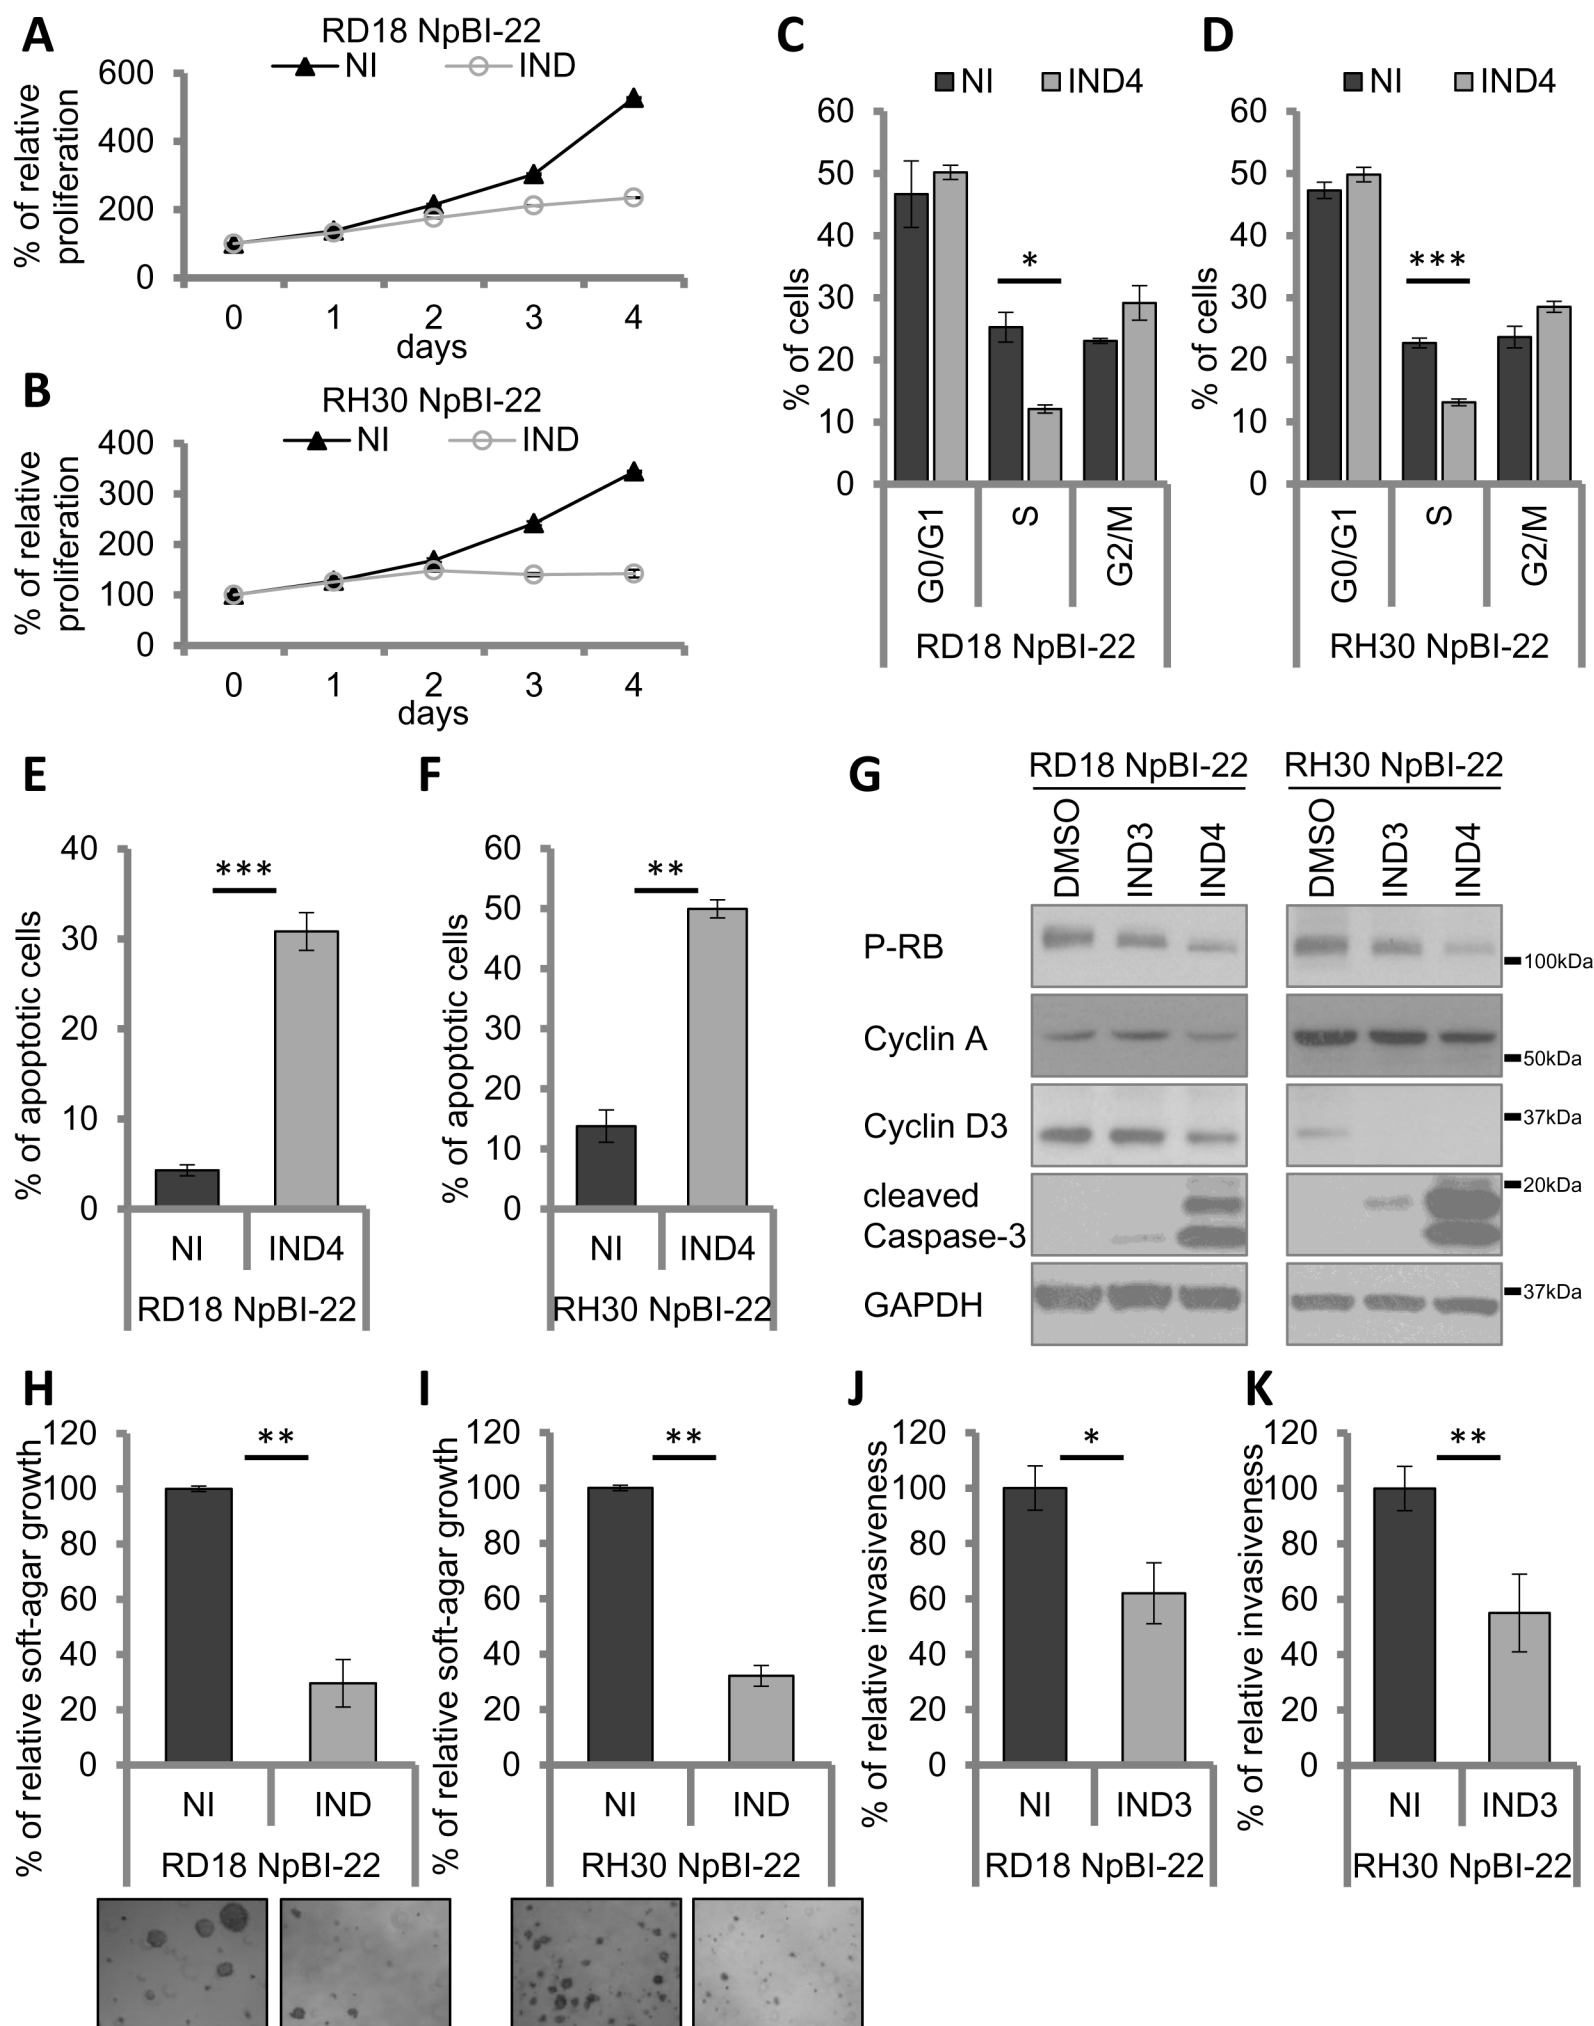 A
RD18 NpBI-22
NI IND
% of relative
proliferation
600
400
200
0
0 1 2 3 4
days
B
RH30 NpBI-22
NI IND
% of relative
proliferation
400
300
200
100
0
0 1 2 3 4
days
C
NI IND4
% of cells
60
50
40
30
20
10
0
*
G0/G1 S G2/M
RD18 NpBI-22
D
NI IND4
% of cells
60
50
40
30
20
10
0
***
G0/G1 S G2/M
RH30 NpBI-22
E
% of apoptotic cells
40
30
20
10
0
***
NI IND4
RD18 NpBI-22
F
% of apoptotic cells
60
50
40
30
20
10
0
**
NI IND4
RH30 NpBI-22
G
RD18 NpBI-22 RH30 NpBI-22
DMSO IND3 IND4 DMSO IND3 IND4
P-RB
100kDa
Cyclin A
50kDa
Cyclin D3
37kDa
cleaved
Caspase-3
20kDa
GAPDH
37kDa
H
% of relative soft-agar growth
120
100
80
60
40
20
0
**
NI IND
RD18 NpBI-22
I
% of relative soft-agar growth
120
100
80
60
40
20
0
**
NI IND
RH30 NpBI-22
J
% of relative invasiveness
120
100
80
60
40
20
0
*
NI IND3
RD18 NpBI-22
K
% of relative invasiveness
120
100
80
60
40
20
0
**
NI IND3
RH30 NpBI-22